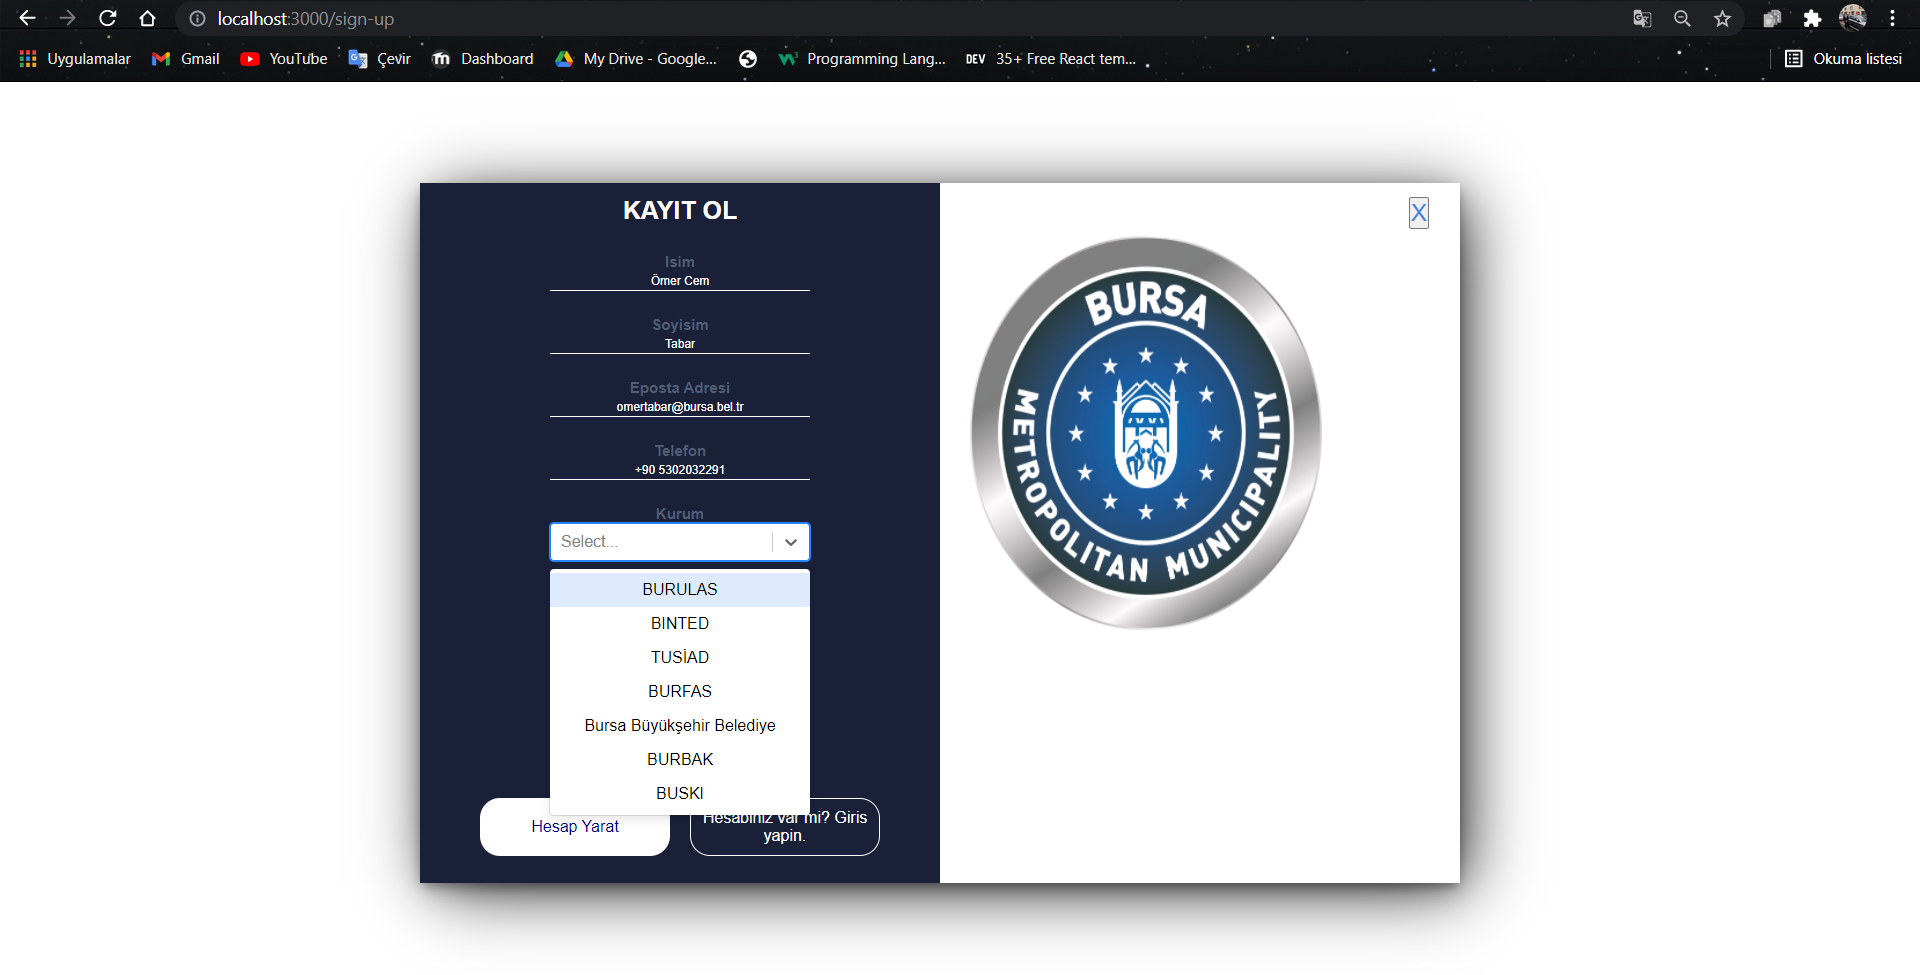 localhost:3000/sign-up
Uygulamalar
Gmail
YouTube
Çevir
Dashboard
My Drive - Google...
Programming Lang...
DEV
35+ Free React tem...
Okuma listesi
KAYIT OL
Isim
Ömer Cem
Soyisim
Tabar
Eposta Adresi
omertabar@bursa.bel.tr
Telefon
+90 5302032291
Kurum
Select...
BURULAS
BINTED
TUSİAD
BURFAS
Bursa Büyükşehir Belediye
BURBAK
BUSKI
Hesap Yarat
Hesabiniz var mi? Giris
yapin.
X
BURSA
METROPOLITAN MUNICIPALITY